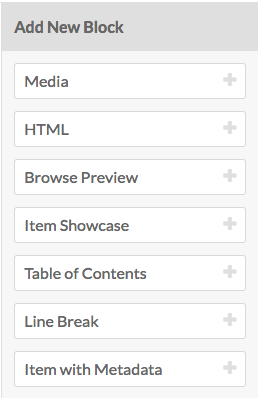 Add New Block
Media
HTML
Browse Preview
Item Showcase
Table of Contents
Line Break
Item with Metadata